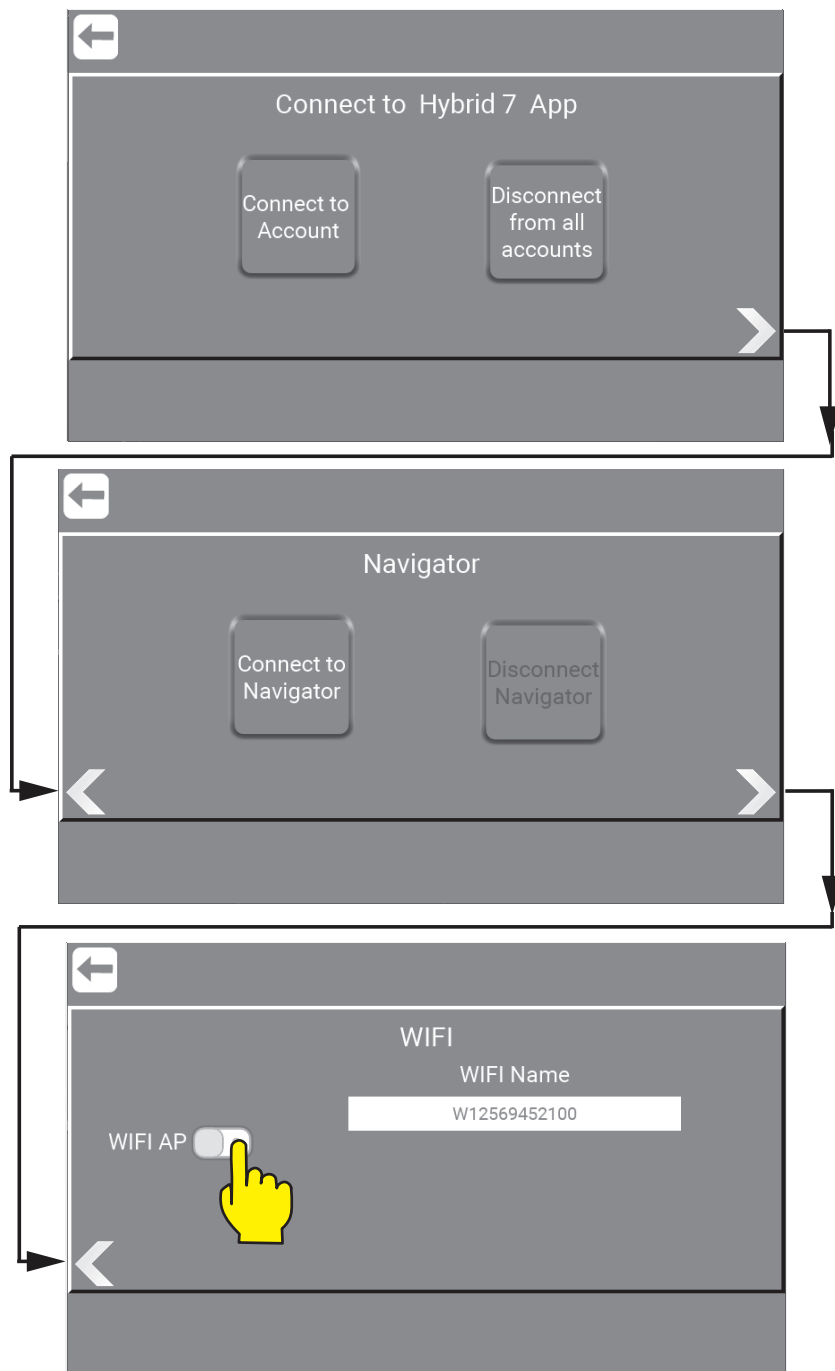 Connect to Hybrid 7 App
Connect to
Account
Disconnect
from all
accounts
Navigator
Connect to
Navigator
Disconnect
Navigator
WIFI
WIFI Name
W12569452100
WIFI AP